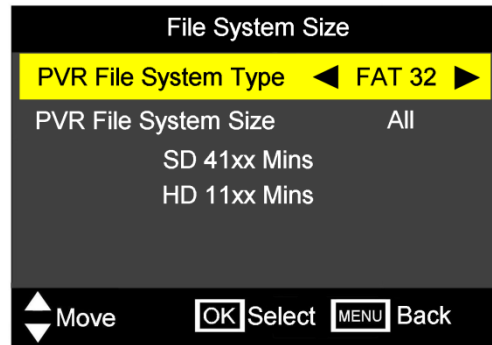 File System Size
PVR File System Type FAT 32
PVR File System Size All
SD 41xx Mins
HD 11xx Mins
Move OK Select MENU Back